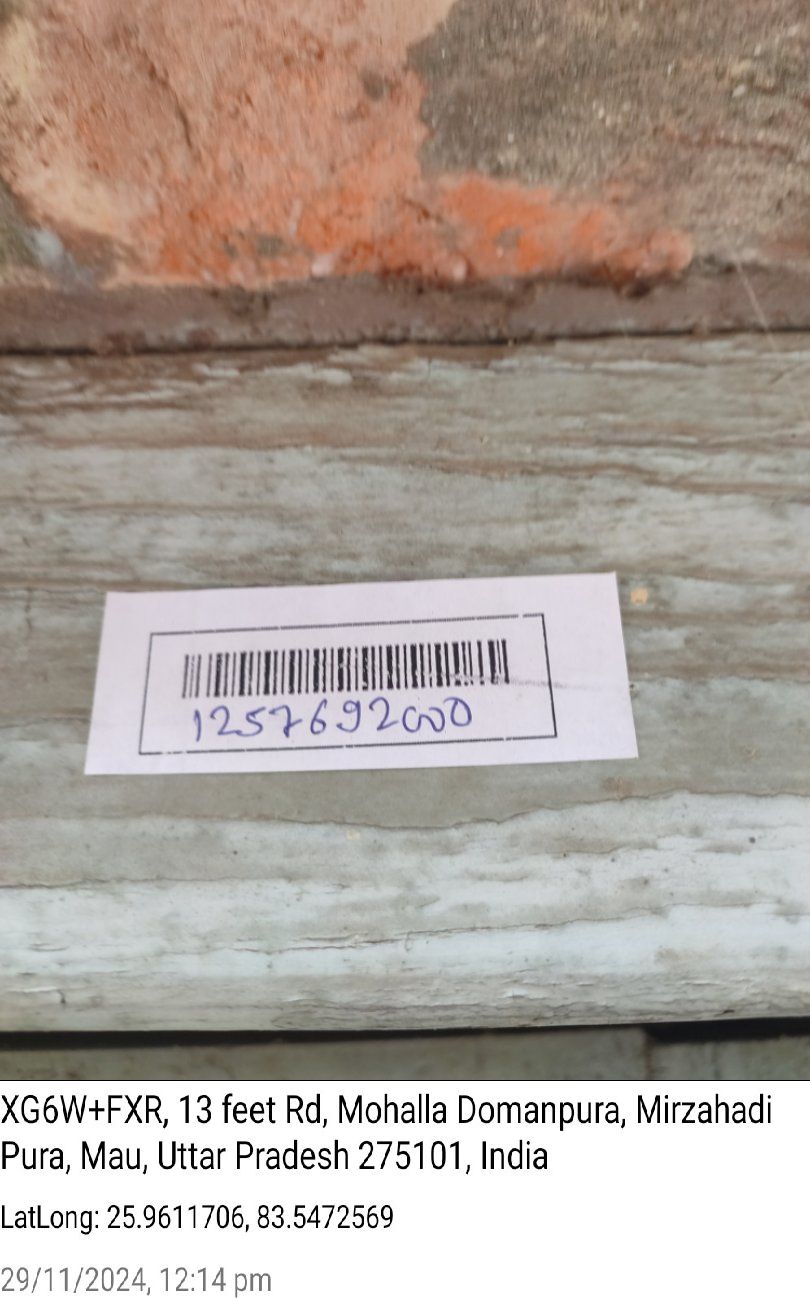 1257692000
XG6W+FXR, 13 feet Rd, Mohalla Domanpura, Mirzahadi
Pura, Mau, Uttar Pradesh 275101, India
LatLong: 25.9611706, 83.5472569
29/11/2024, 12:14 pm